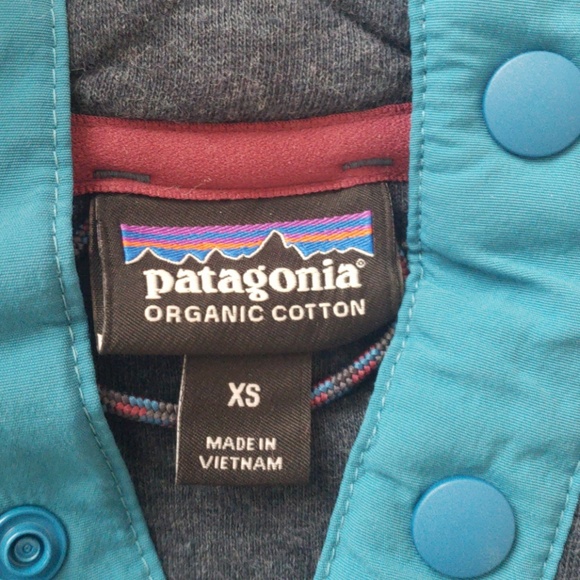 patagonia®
ORGANIC COTTON
XS
MADE IN
VIETNAM